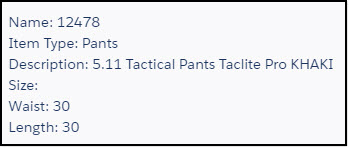 Name: 12478
Item Type: Pants
Description: 5.11 Tactical Pants Taclite Pro KHAKI
Size:
Waist: 30
Length: 30